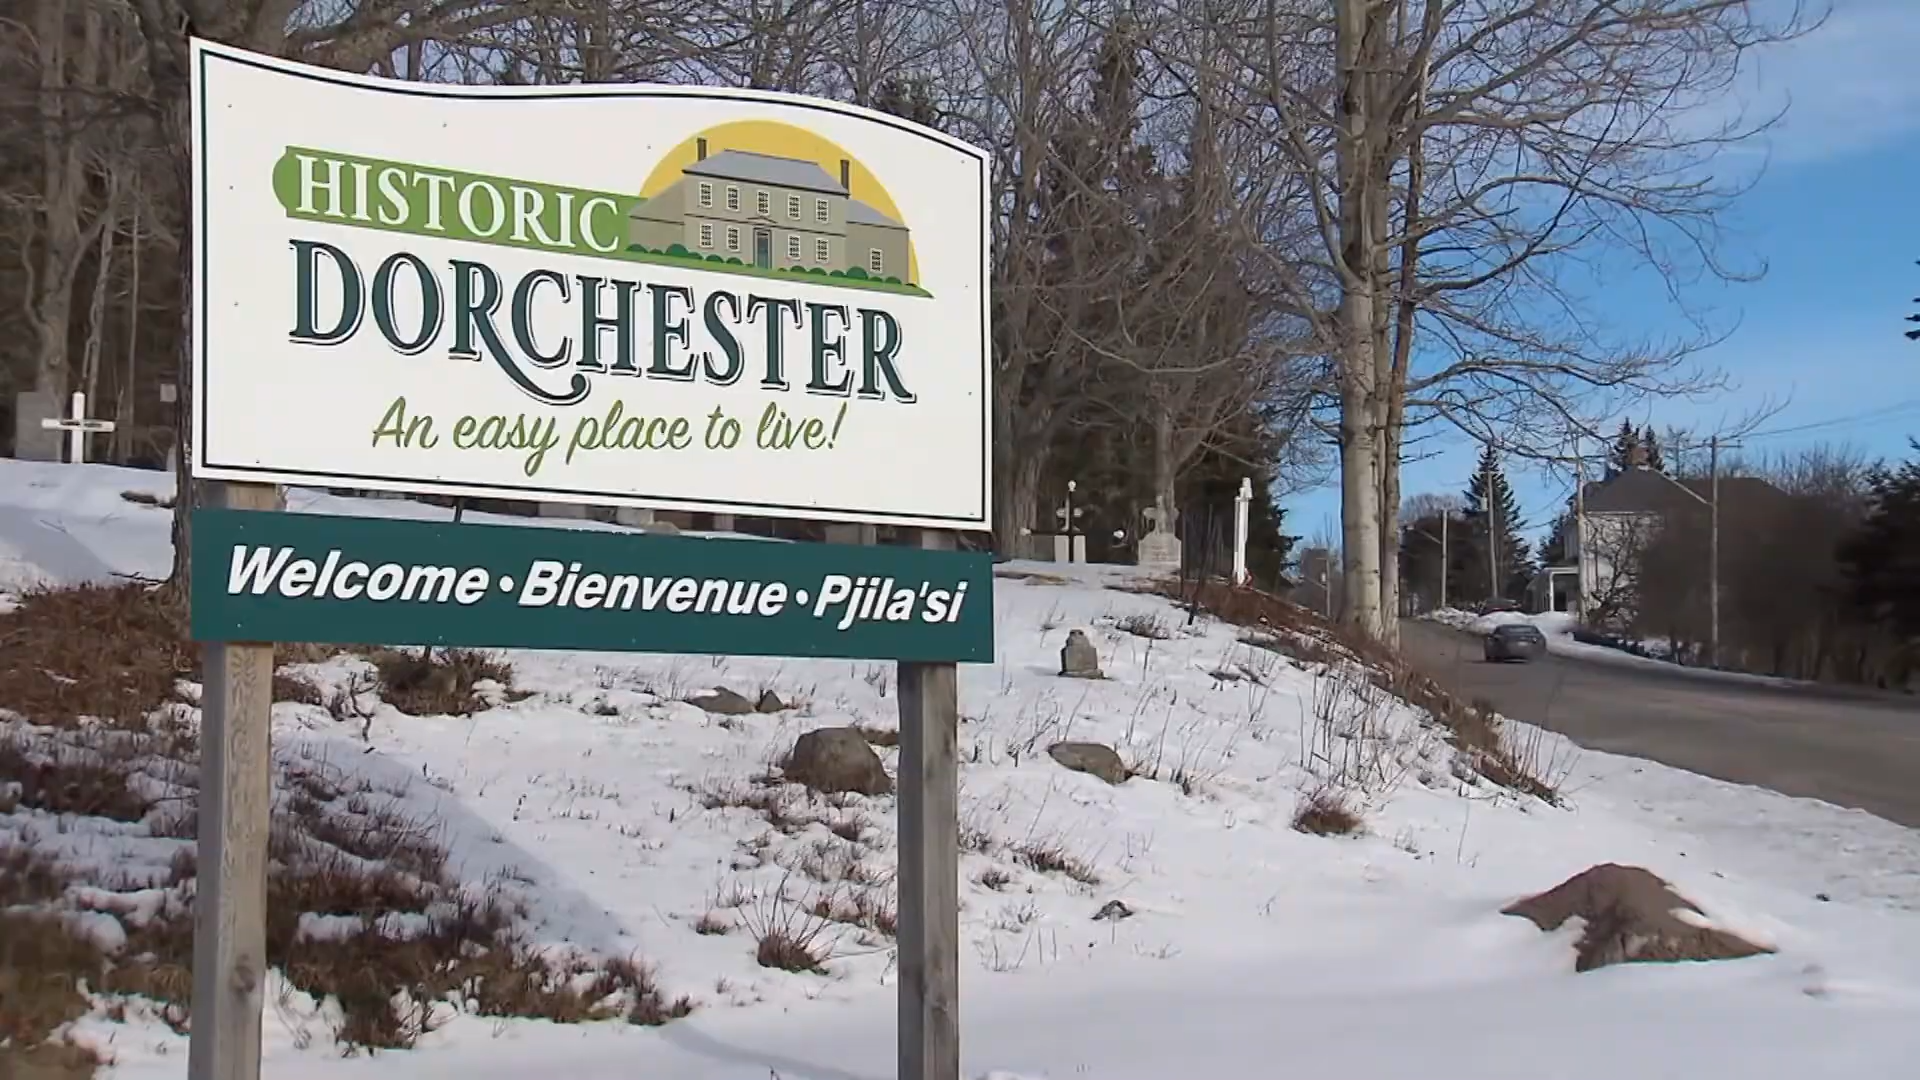 HISTORIC
DORCHESTER
An easy place to live!
Welcome • Bienvenue • Pjila'si